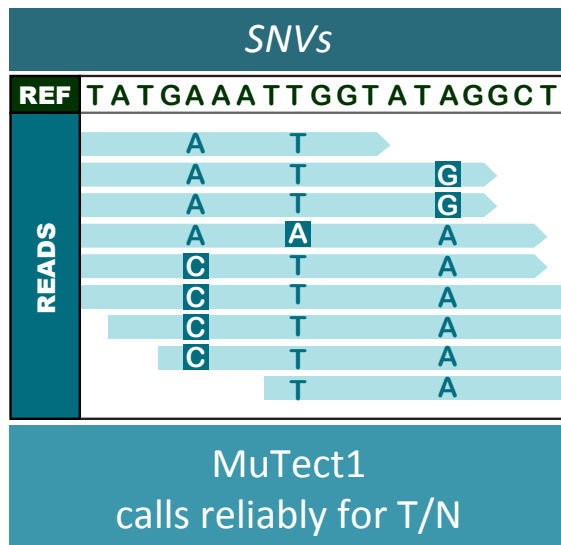 SNVs
REF TATGAAATTGGTATAGGCT
READS
A T
A T G
A T G
A A A
C T A
C T A
C T A
C T A
T A
MuTect1
calls reliably for T/N